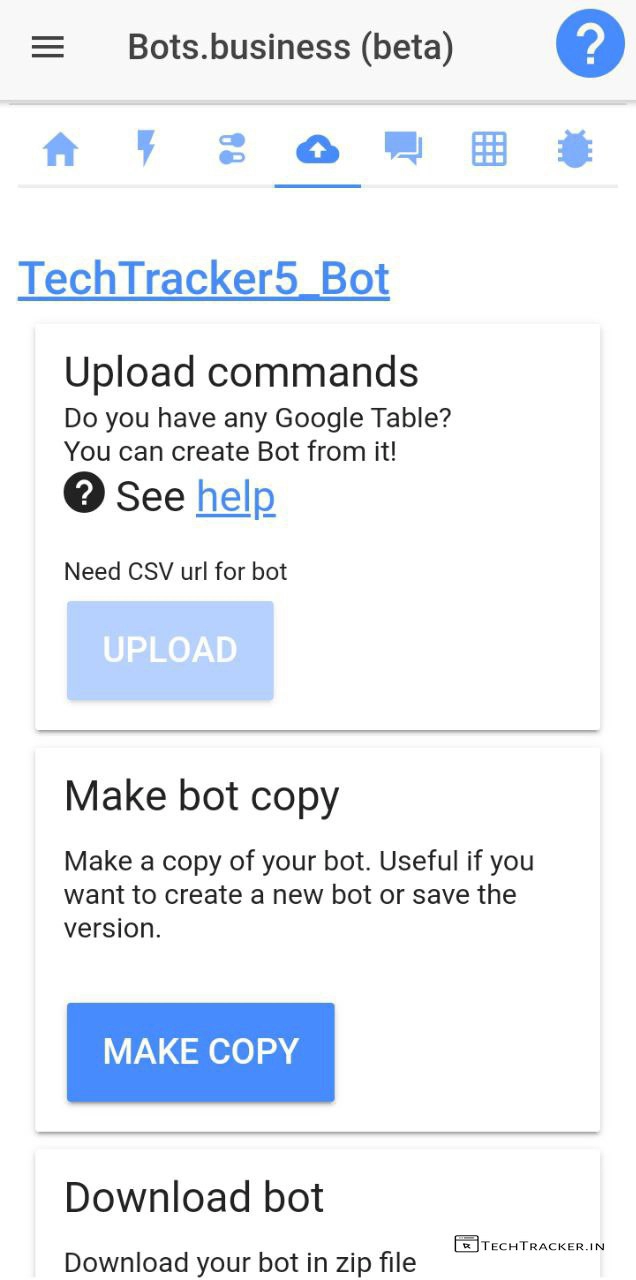 Bots.business (beta)
?
TechTracker5_Bot
Upload commands
Do you have any Google Table?
You can create Bot from it!
? See help
Need CSV url for bot
UPLOAD
Make bot copy
Make a copy of your bot. Useful if you
want to create a new bot or save the
version.
MAKE COPY
Download bot
Download your bot in zip file
TECHTRACKER.IN